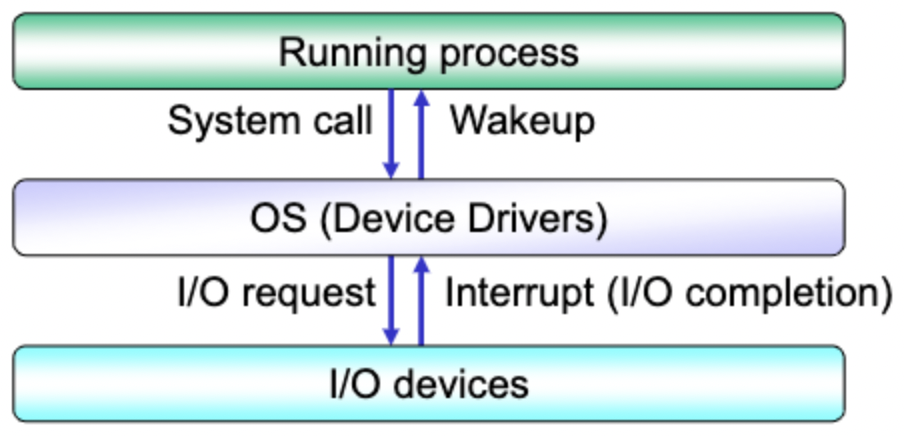 Running process
System call
Wakeup
OS (Device Drivers)
I/O request
Interrupt (I/O completion)
I/O devices